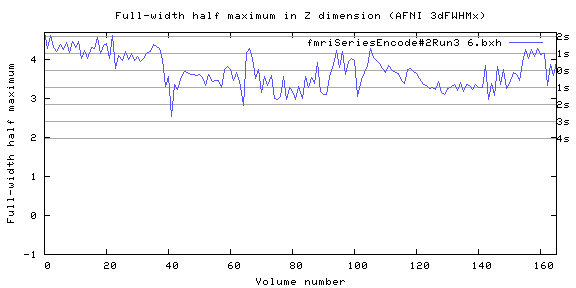 Full-width half maximum in Z dimension (AFNI 3dFWHMx)
fmriSeriesEncode#2Run3 6.bxh
Full-width half maximum
4
3
2
1
0
-1
2s
1s
0s
1s
2s
3s
4s
0 20 40 60 80 100 120 140 160
Volume number